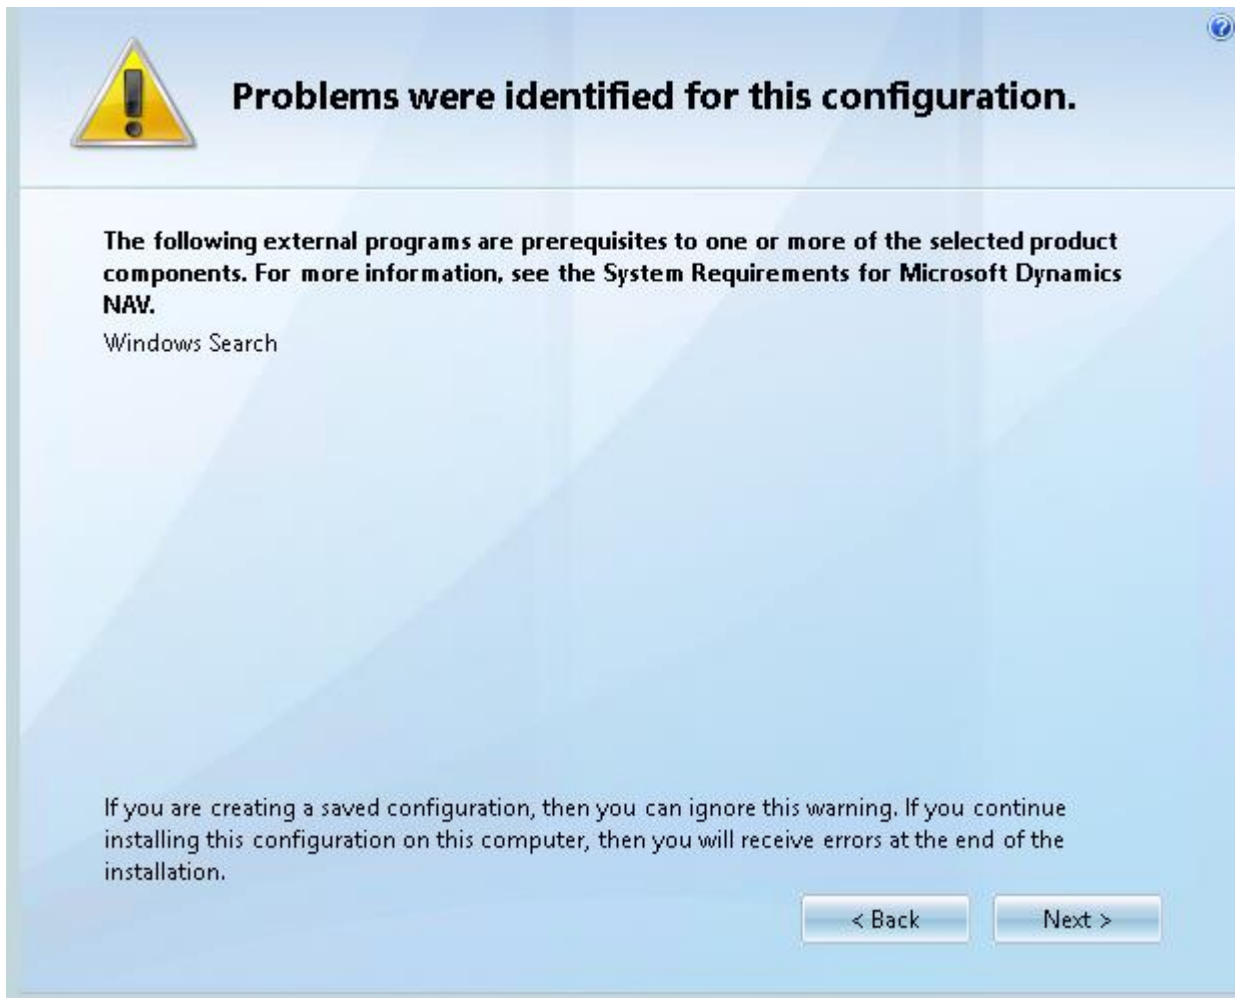 Problems were identified for this configuration.
The following external programs are prerequisites to one or more of the selected product
components. For more information, see the System Requirements for Microsoft Dynamics
NAV.
Windows Search
If you are creating a saved configuration, then you can ignore this warning. If you continue
installing this configuration on this computer, then you will receive errors at the end of the
installation.
< Back
Next >